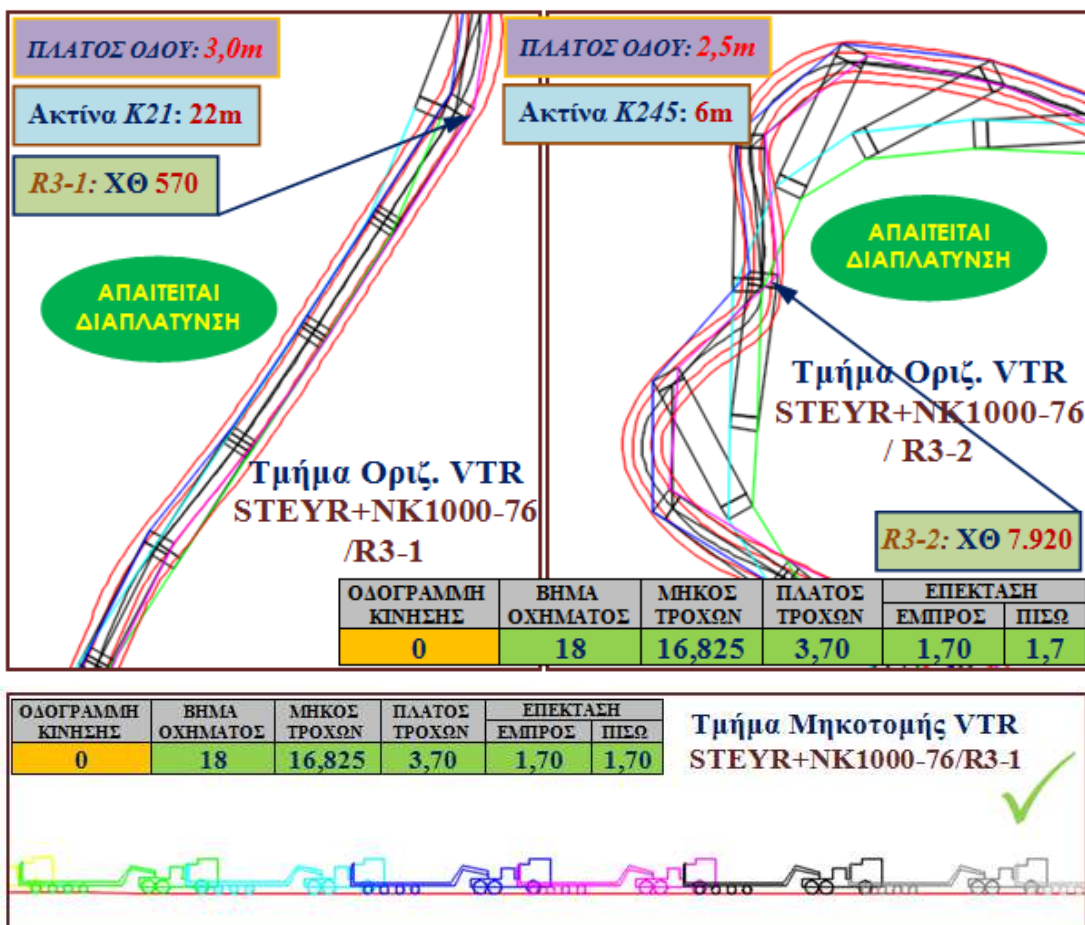 ΠΛΑΤΟΣ ΟΔΟΥ: 3,0m
Ακτίνα K21: 22m
R3-1: ΧΘ 570
ΑΠΑΙΤΕΙΤΑΙ
ΔΙΑΠΛΑΤΥΝΣΗ
Τμήμα Οριζ. VTR
STEYR+NK1000-76
/R3-1
ΠΛΑΤΟΣ ΟΔΟΥ: 2,5m
Ακτίνα K245: 6m
ΑΠΑΙΤΕΙΤΑΙ
ΔΙΑΠΛΑΤΥΝΣΗ
Τμήμα Οριζ. VTR
STEYR+NK1000-76
/ R3-2
R3-2: ΧΘ 7.920
ΟΔΟΓΡΑΜΜΗ ΒΗΜΑ ΜΗΚΟΣ ΠΛΑΤΟΣ ΕΠΕΚΤΑΣΗ
ΚΙΝΗΣΗΣ ΟΧΗΜΑΤΟΣ ΤΡΟΧΩΝ ΤΡΟΧΩΝ ΕΜΠΡΟΣ ΠΙΣΩ
0 18 16,825 3,70 1,70 1,7
ΟΔΟΓΡΑΜΜΗ ΒΗΜΑ ΜΗΚΟΣ ΠΛΑΤΟΣ ΕΠΕΚΤΑΣΗ
ΚΙΝΗΣΗΣ ΟΧΗΜΑΤΟΣ ΤΡΟΧΩΝ ΤΡΟΧΩΝ ΕΜΠΡΟΣ ΠΙΣΩ
0 18 16,825 3,70 1,70 1,70
Τμήμα Μηκοτομής VTR
STEYR+NK1000-76/R3-1